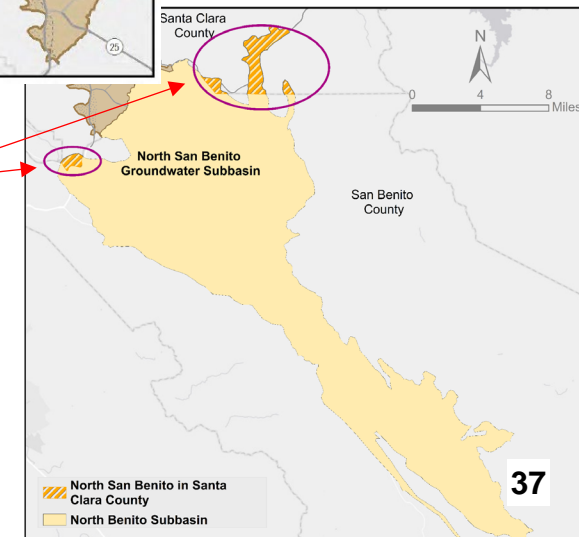 25
Santa Clara
County
N
0 4 8
Miles
North San Benito
Groundwater Subbasin
San Benito
County
North San Benito in Santa
Clara County
North Benito Subbasin
37